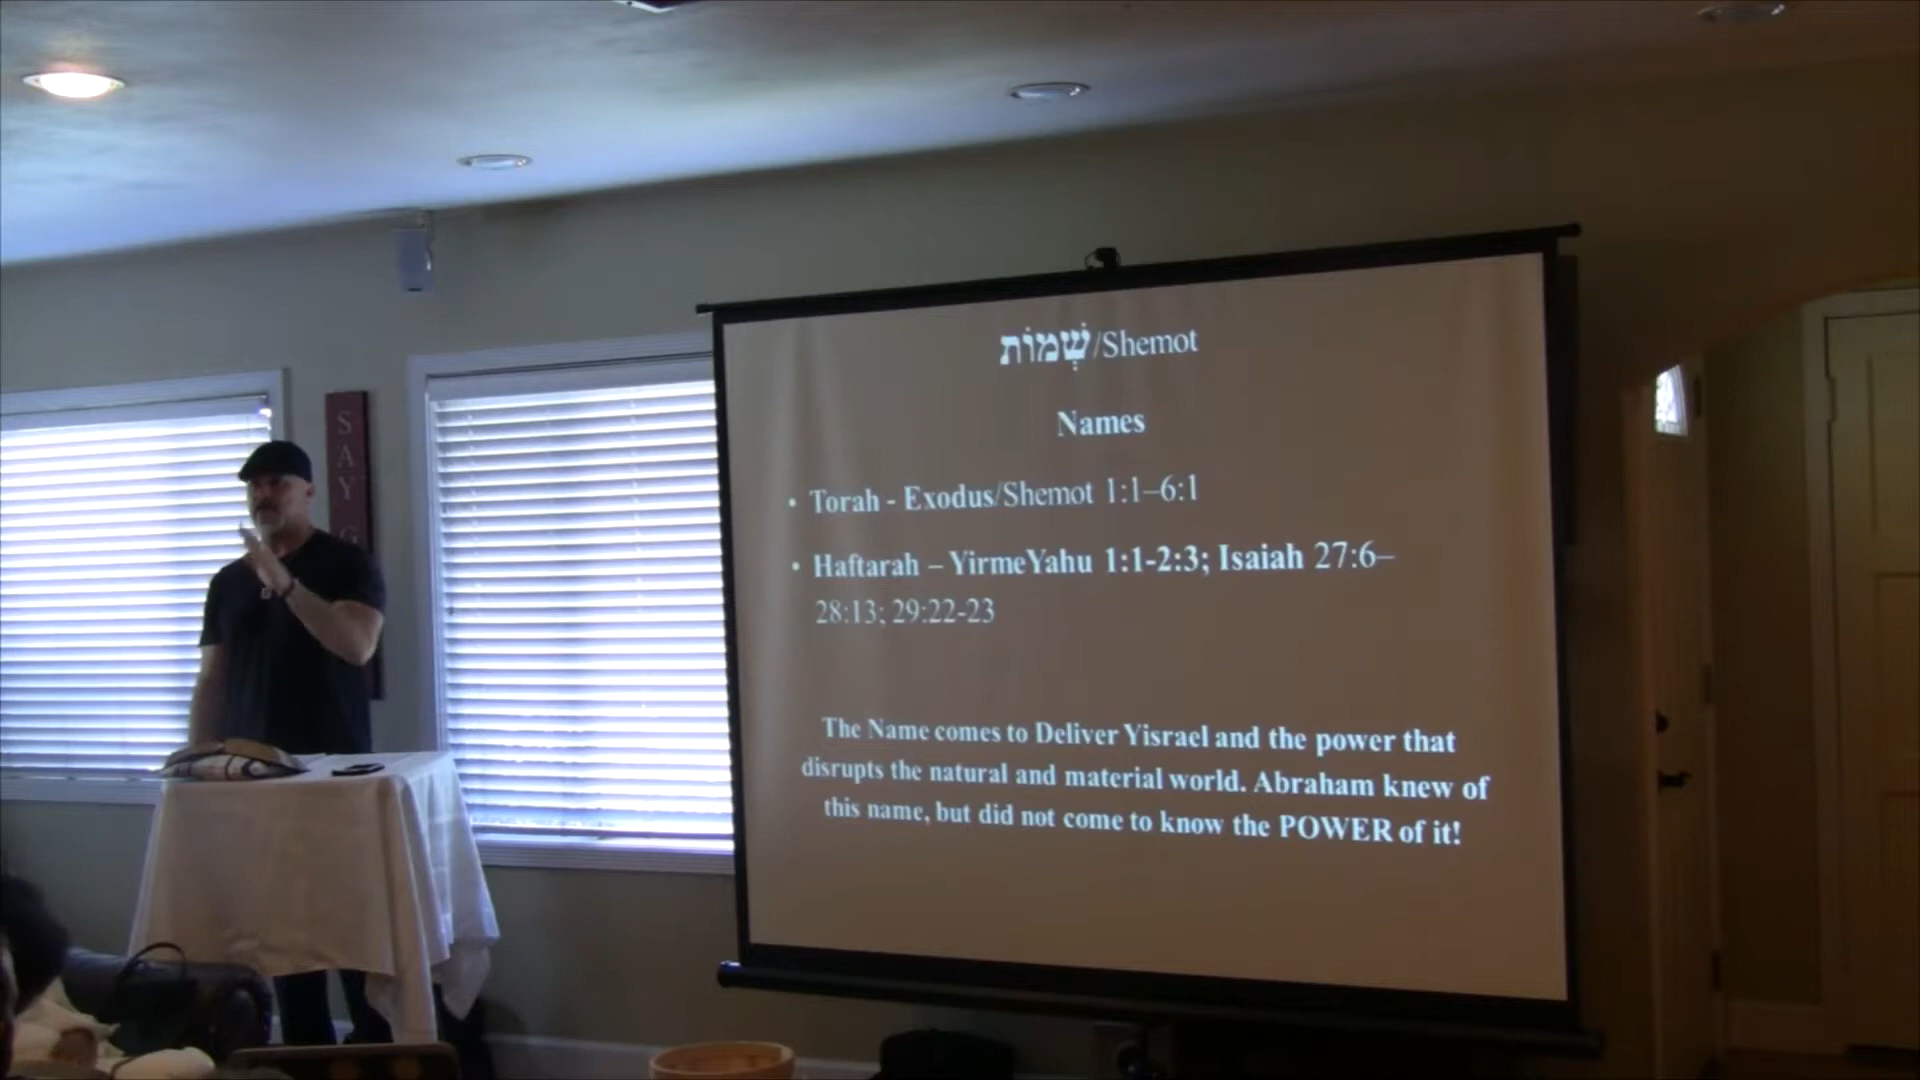 SAY G
שְׁמוֹת/Shemot
Names
• Torah - Exodus/Shemot 1:1–6:1
• Haftarah – YirmeYahu 1:1-2:3; Isaiah 27:6–
28:13; 29:22-23
The Name comes to Deliver Yisrael and the power that
disrupts the natural and material world. Abraham knew of
this name, but did not come to know the POWER of it!